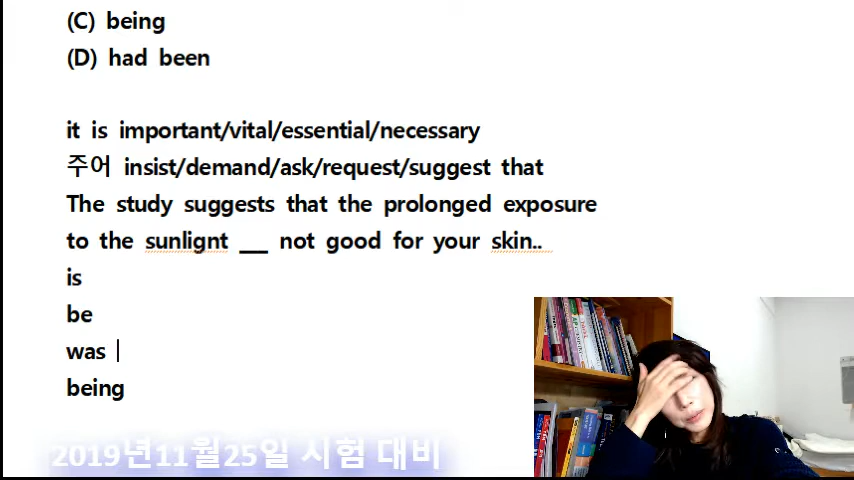 (C) being
(D) had been
it is important/vital/essential/necessary
주어 insist/demand/ask/request/suggest that
The study suggests that the prolonged exposure
to the sunlignt __ not good for your skin..
is
be
was
being
2019년11월25일 시험 대비